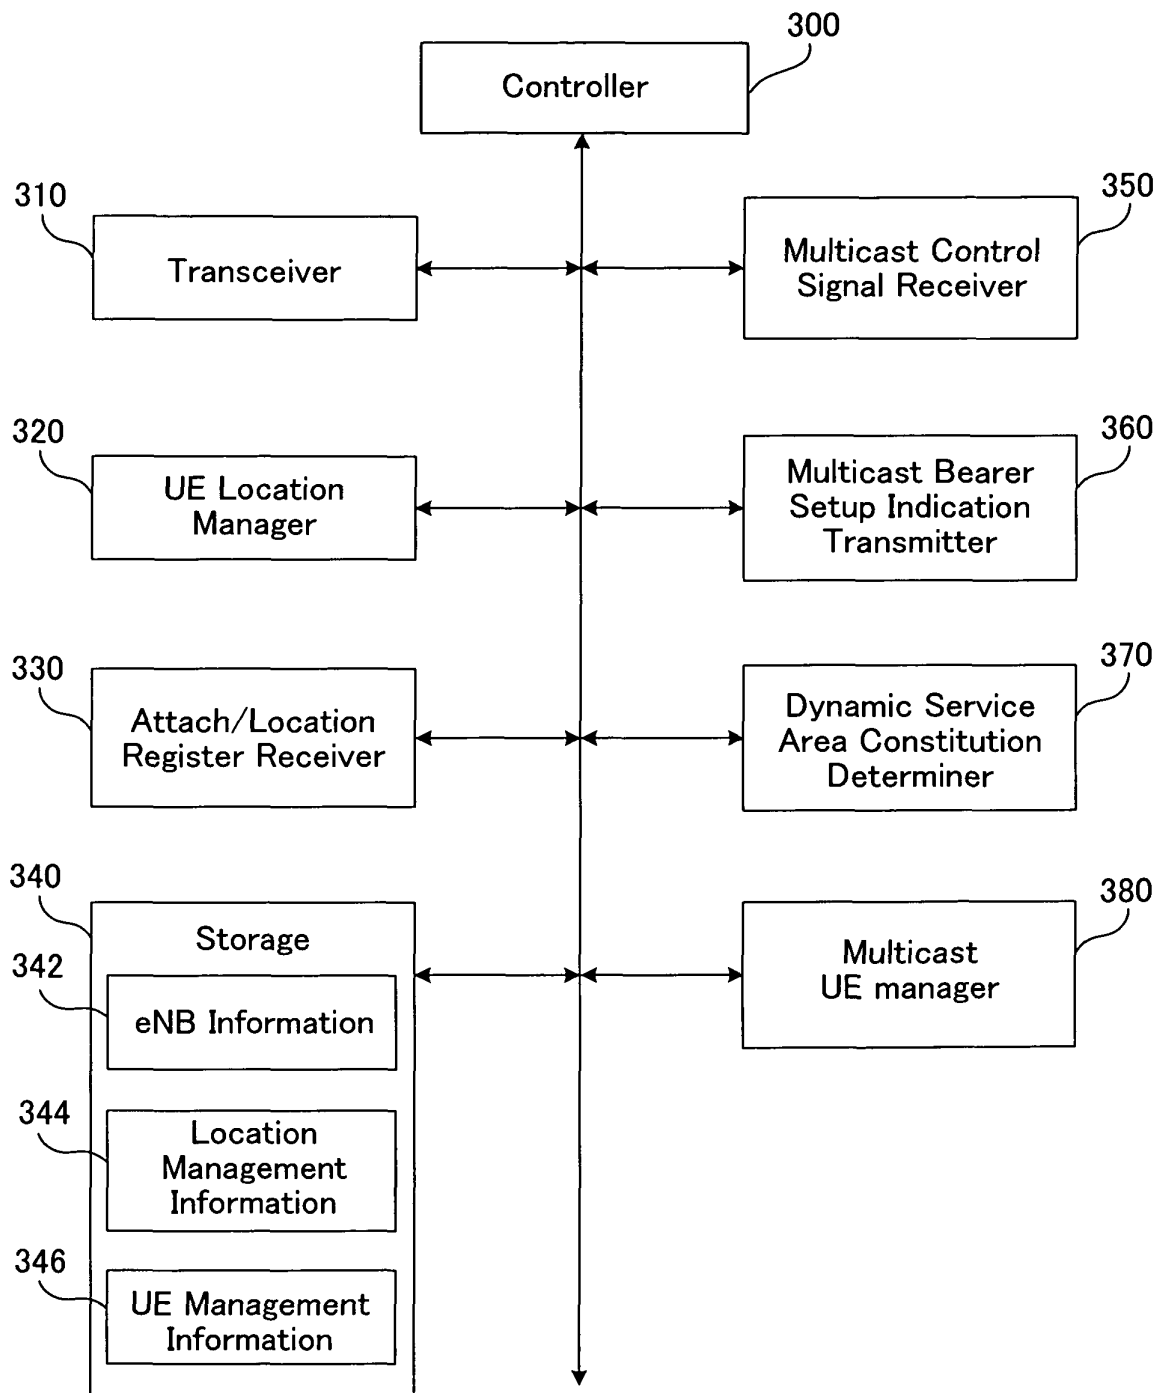 300
Controller
310
Transceiver
350
Multicast Control
Signal Receiver
320
UE Location
Manager
360
Multicast Bearer
Setup Indication
Transmitter
330
Attach/Location
Register Receiver
370
Dynamic Service
Area Constitution
Determiner
340
Storage
342
eNB Information
344
Location
Management
Information
346
UE Management
Information
380
Multicast
UE manager